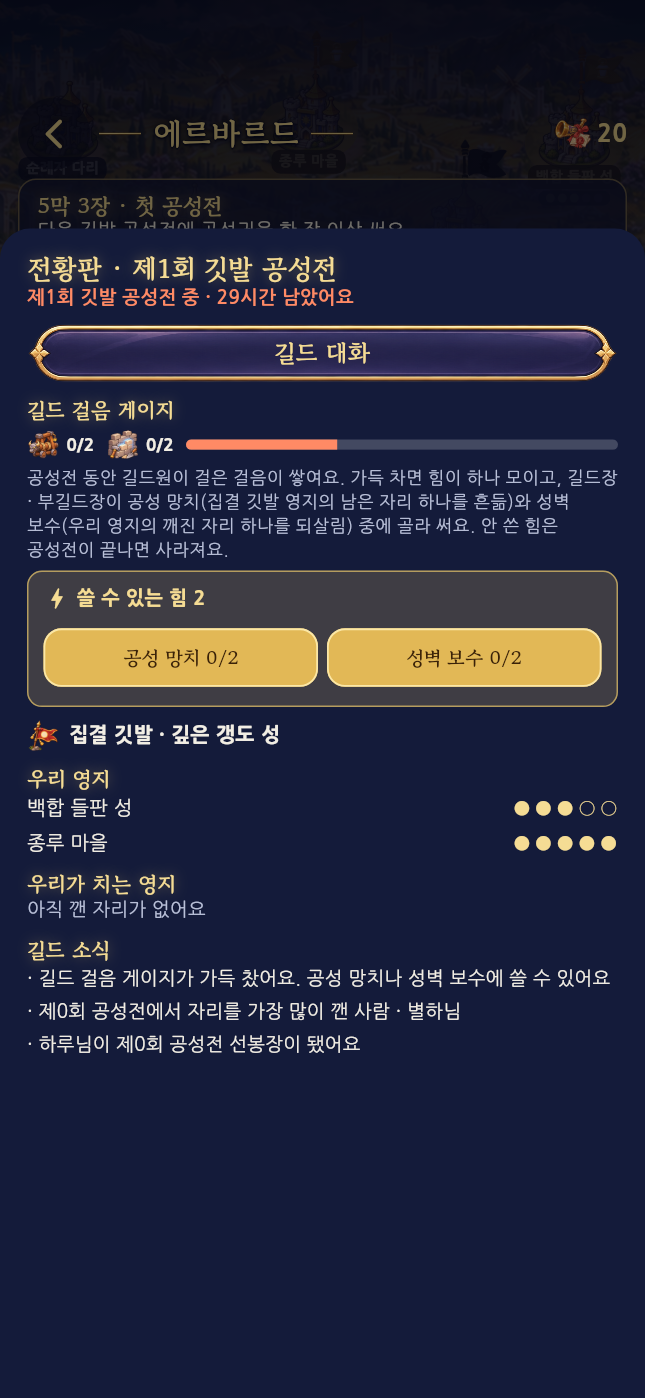 에르바르드
20
순례자 다리
종루 마을
백합 들판 성
5막 3장 · 첫 공성전
전황판 · 제1회 깃발 공성전
제1회 깃발 공성전 중 · 29시간 남았어요
길드 대화
길드 걸음 게이지
0/2 0/2
공성전 동안 길드원이 걸은 걸음이 쌓여요. 가득 차면 힘이 하나 모이고, 길드장
· 부길드장이 공성 망치(집결 깃발 영지의 남은 자리 하나를 흔듦)와 성벽
보수(우리 영지의 깨진 자리 하나를 되살림) 중에 골라 써요. 안 쓴 힘은
공성전이 끝나면 사라져요.
쓸 수 있는 힘 2
공성 망치 0/2
성벽 보수 0/2
집결 깃발 · 깊은 갱도 성
우리 영지
백합 들판 성
종루 마을
우리가 치는 영지
아직 깬 자리가 없어요
길드 소식
· 길드 걸음 게이지가 가득 찼어요. 공성 망치나 성벽 보수에 쓸 수 있어요
· 제0회 공성전에서 자리를 가장 많이 깬 사람 · 별하님
· 하루님이 제0회 공성전 선봉장이 됐어요